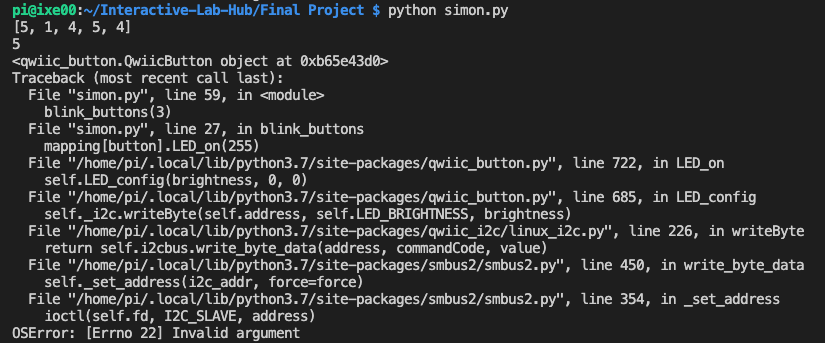 pi@ixe00:~/Interactive-Lab-Hub/Final Project $ python simon.py
[5, 1, 4, 5, 4]
5
<qwiic_button.QwiicButton object at 0xb65e43d0>
Traceback (most recent call last):
  File "simon.py", line 59, in <module>
    blink_buttons(3)
  File "simon.py", line 27, in blink_buttons
    mapping[button].LED_on(255)
  File "/home/pi/.local/lib/python3.7/site-packages/qwiic_button.py", line 722, in LED_on
    self.LED_config(brightness, 0, 0)
  File "/home/pi/.local/lib/python3.7/site-packages/qwiic_button.py", line 685, in LED_config
    self._i2c.writeByte(self.address, self.LED_BRIGHTNESS, brightness)
  File "/home/pi/.local/lib/python3.7/site-packages/qwiic_i2c/linux_i2c.py", line 226, in writeByte
    return self.i2cbus.write_byte_data(address, commandCode, value)
  File "/home/pi/.local/lib/python3.7/site-packages/smbus2/smbus2.py", line 450, in write_byte_data
    self._set_address(i2c_addr, force=force)
  File "/home/pi/.local/lib/python3.7/site-packages/smbus2/smbus2.py", line 354, in _set_address
    ioctl(self.fd, I2C_SLAVE, address)
OSError: [Errno 22] Invalid argument